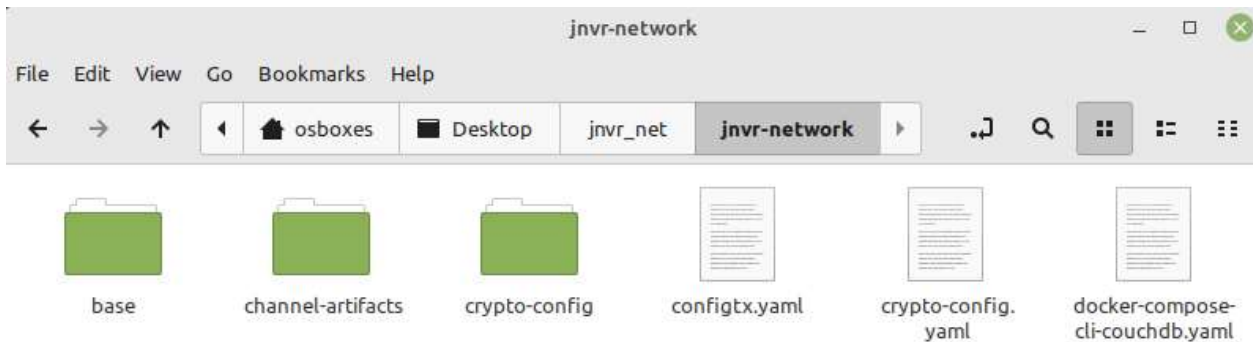 jnvr-network
File Edit View Go Bookmarks Help
osboxes Desktop jnvr_net jnvr-network
base channel-artifacts crypto-config configtx.yaml crypto-config. docker-compose-
yaml cli-couchdb.yaml